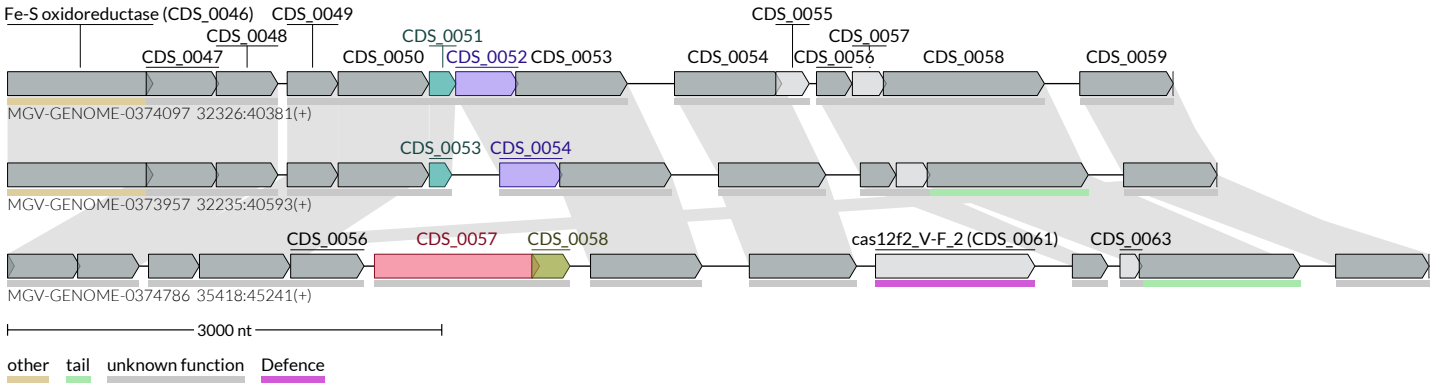 Fe-S oxidoreductase (CDS_0046) CDS_0049 CDS_0055
CDS_0048 CDS_0051 CDS_0057
CDS_0047 CDS_0050 CDS_0052 CDS_0053 CDS_0054 CDS_0056 CDS_0058 CDS_0059
MGV-GENOME-0374097 32326:40381(+)
CDS_0053 CDS_0054
MGV-GENOME-0373957 32235:40593(+)
CDS_0056 CDS_0057 CDS_0058 cas12f2_V-F_2 (CDS_0061) CDS_0063
MGV-GENOME-0374786 35418:45241(+)
3000 nt
other tail unknown function Defence